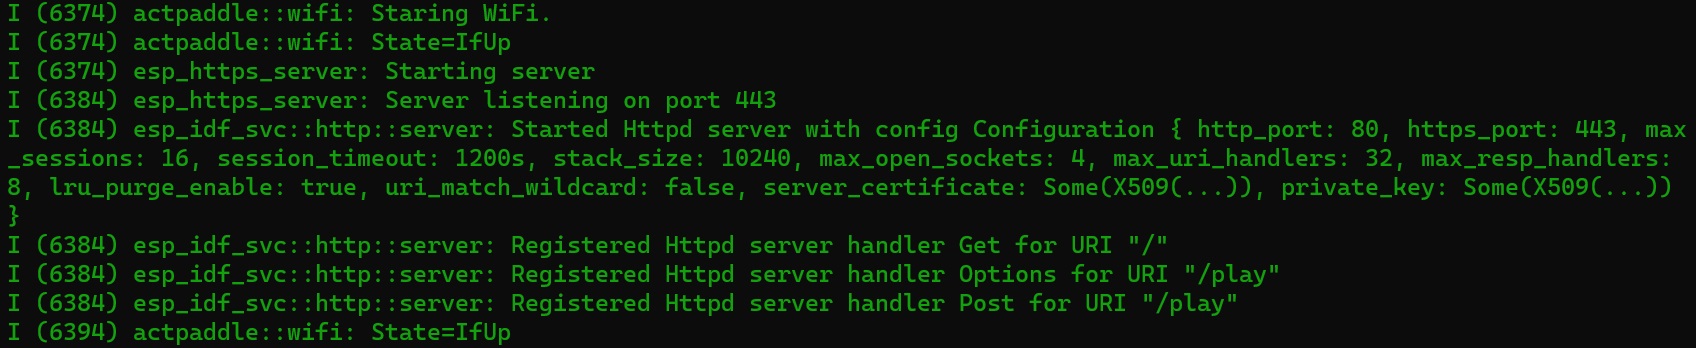 I (6374) actpaddle::wifi: Staring WiFi.
I (6374) actpaddle::wifi: State=IfUp
I (6374) esp_https_server: Starting server
I (6384) esp_https_server: Server listening on port 443
I (6384) esp_idf_svc::http::server: Started Httpd server with config Configuration { http_port: 80, https_port: 443, max
_sessions: 16, session_timeout: 1200s, stack_size: 10240, max_open_sockets: 4, max_uri_handlers: 32, max_resp_handlers:
8, lru_purge_enable: true, uri_match_wildcard: false, server_certificate: Some(X509(...)), private_key: Some(X509(...))
}
I (6384) esp_idf_svc::http::server: Registered Httpd server handler Get for URI "/"
I (6384) esp_idf_svc::http::server: Registered Httpd server handler Options for URI "/play"
I (6384) esp_idf_svc::http::server: Registered Httpd server handler Post for URI "/play"
I (6394) actpaddle::wifi: State=IfUp